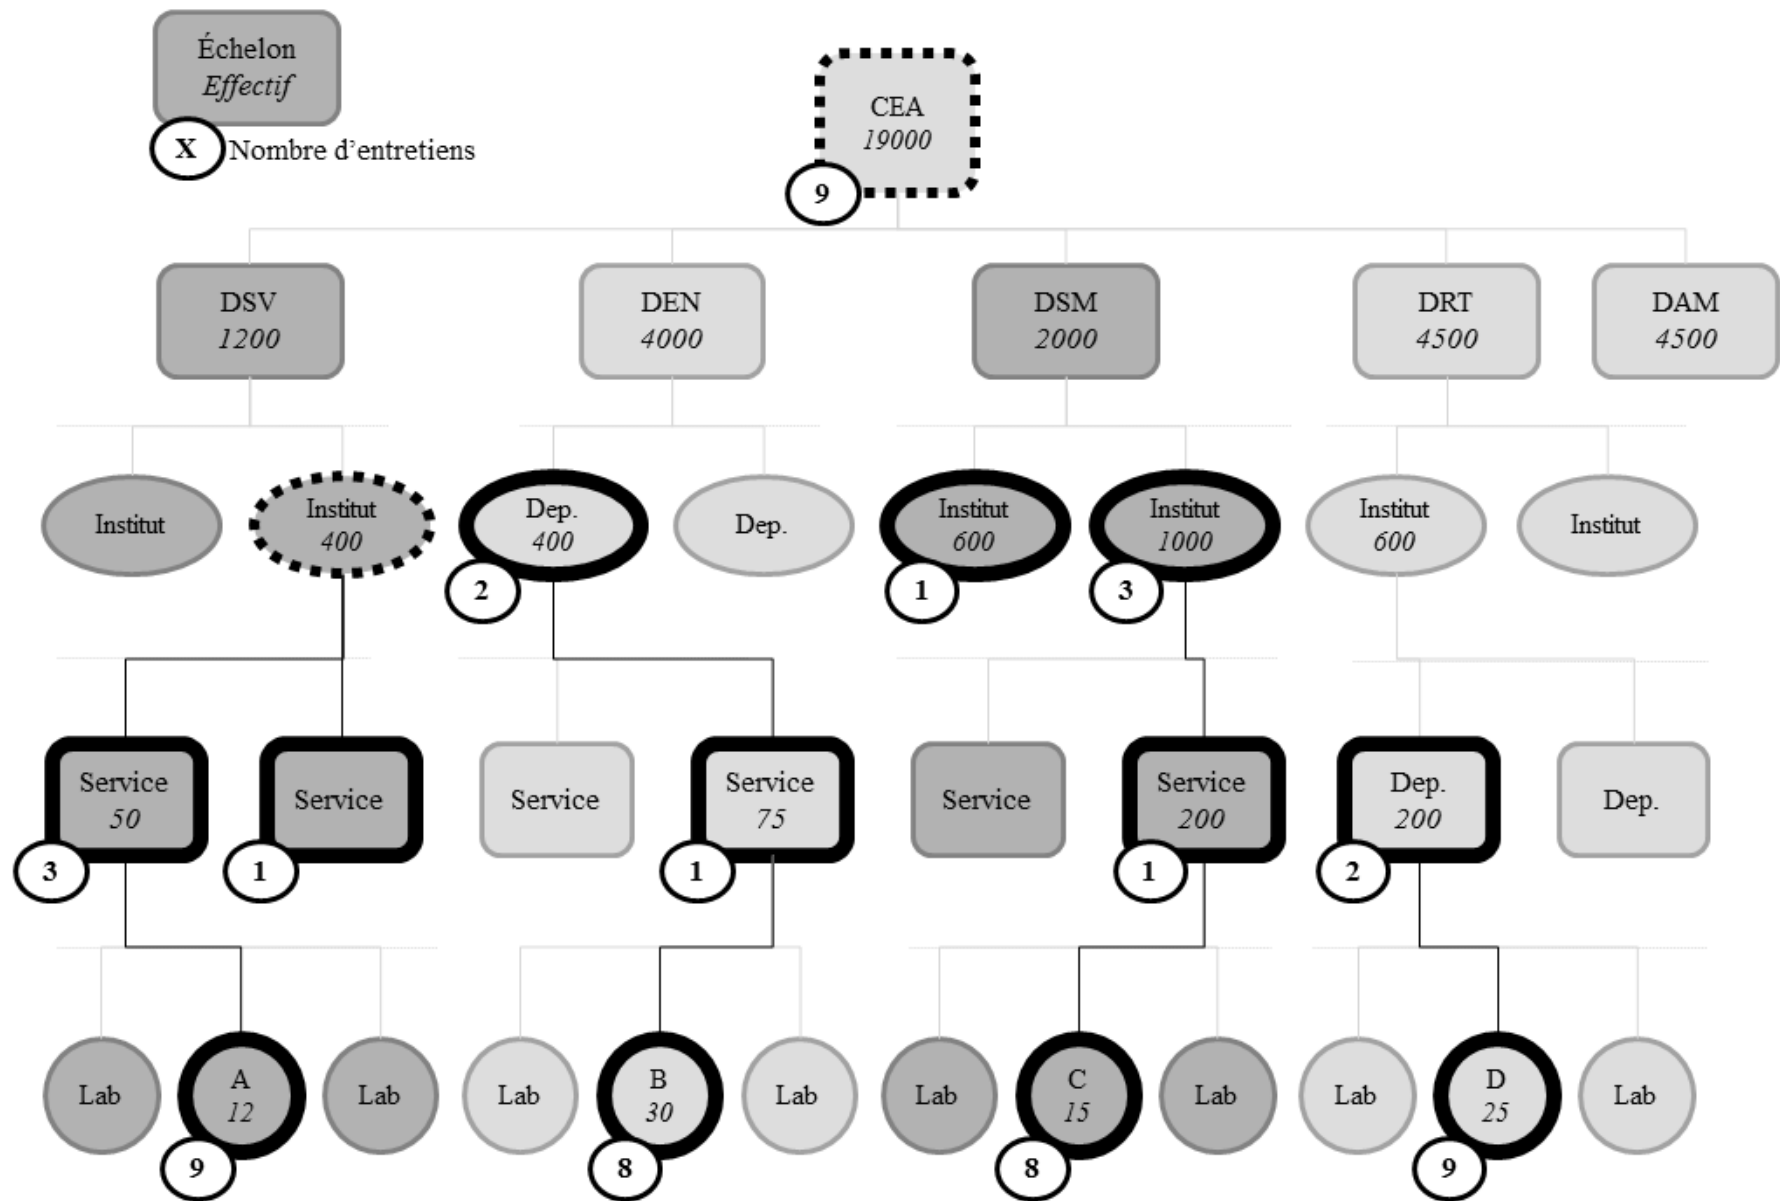 Échelon
Effectif
X Nombre d'entretiens
CEA
19000
9
DSV
1200
DEN
4000
DSM
2000
DRT
4500
DAM
4500
Institut
Institut
400
Dep.
400
2
Dep.
Institut
600
1
Institut
1000
3
Institut
600
Institut
Service
50
3
Service
1
Service
Service
75
1
Service
Service
200
1
Dep.
200
2
Dep.
Lab
A
12
9
Lab
Lab
B
30
8
Lab
Lab
C
15
8
Lab
Lab
D
25
9
Lab